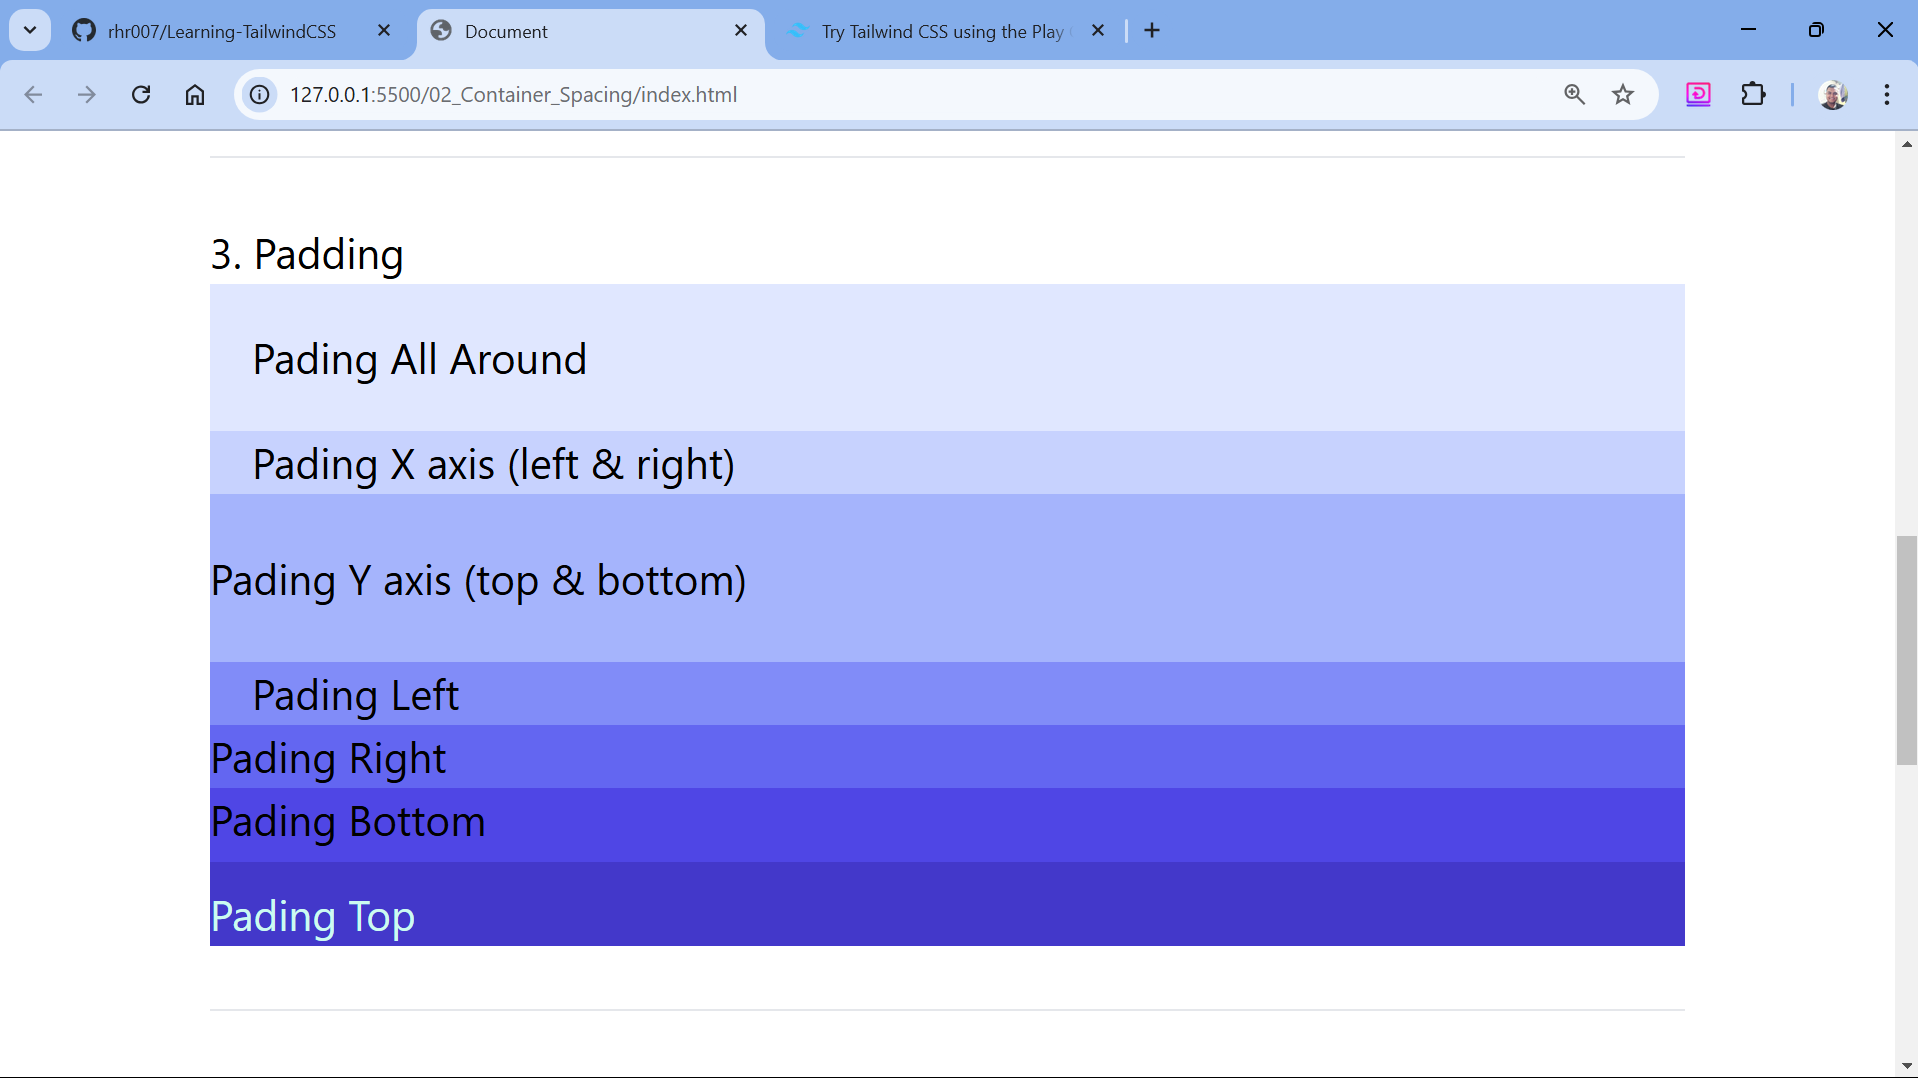 rhr007/Learning-TailwindCSS
Document
Try Tailwind CSS using the Play
127.0.0.1:5500/02_Container_Spacing/index.html
3. Padding
Pading All Around
Pading X axis (left & right)
Pading Y axis (top & bottom)
Pading Left
Pading Right
Pading Bottom
Pading Top